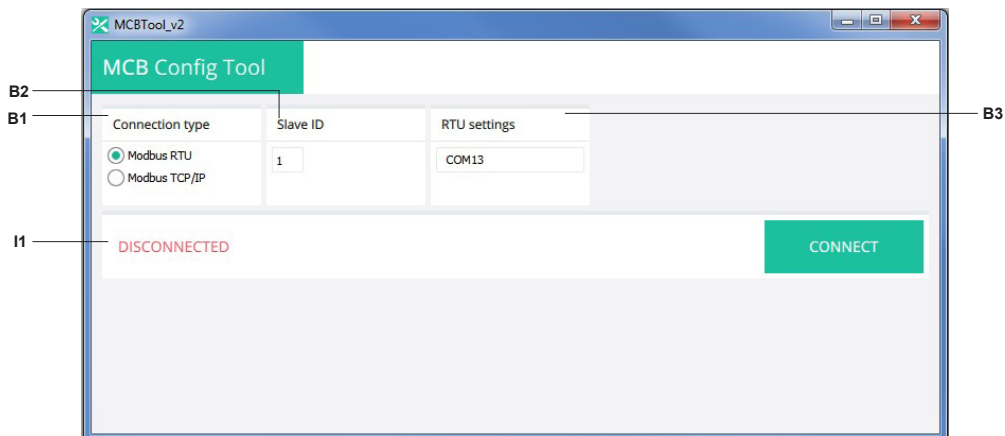 MCBTool_v2
MCB Config Tool
B2
B1
B3
Connection type
Slave ID
RTU settings
Modbus RTU
Modbus TCP/IP
1
COM13
I1
DISCONNECTED
CONNECT